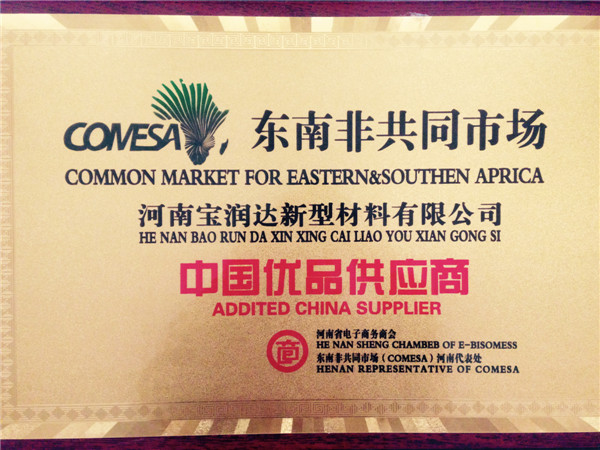 COMESA 东南非共同市场
COMMON MARKET FOR EASTERN&SOUTHEN APRICA
河南宝润达新型材料有限公司
HE NAN BAO RUN DA XIN XING CAI LIAO YOU XIAN GONG SI
中国优品供应商
ADDITED CHINA SUPPLIER
河南省电子商务商会
HE NAN SHENG CHAMBEB OF E-BISOMESS
东南非共同市场（COMESA）河南代表处
HENAN REPRESENTATIVE OF COMESA